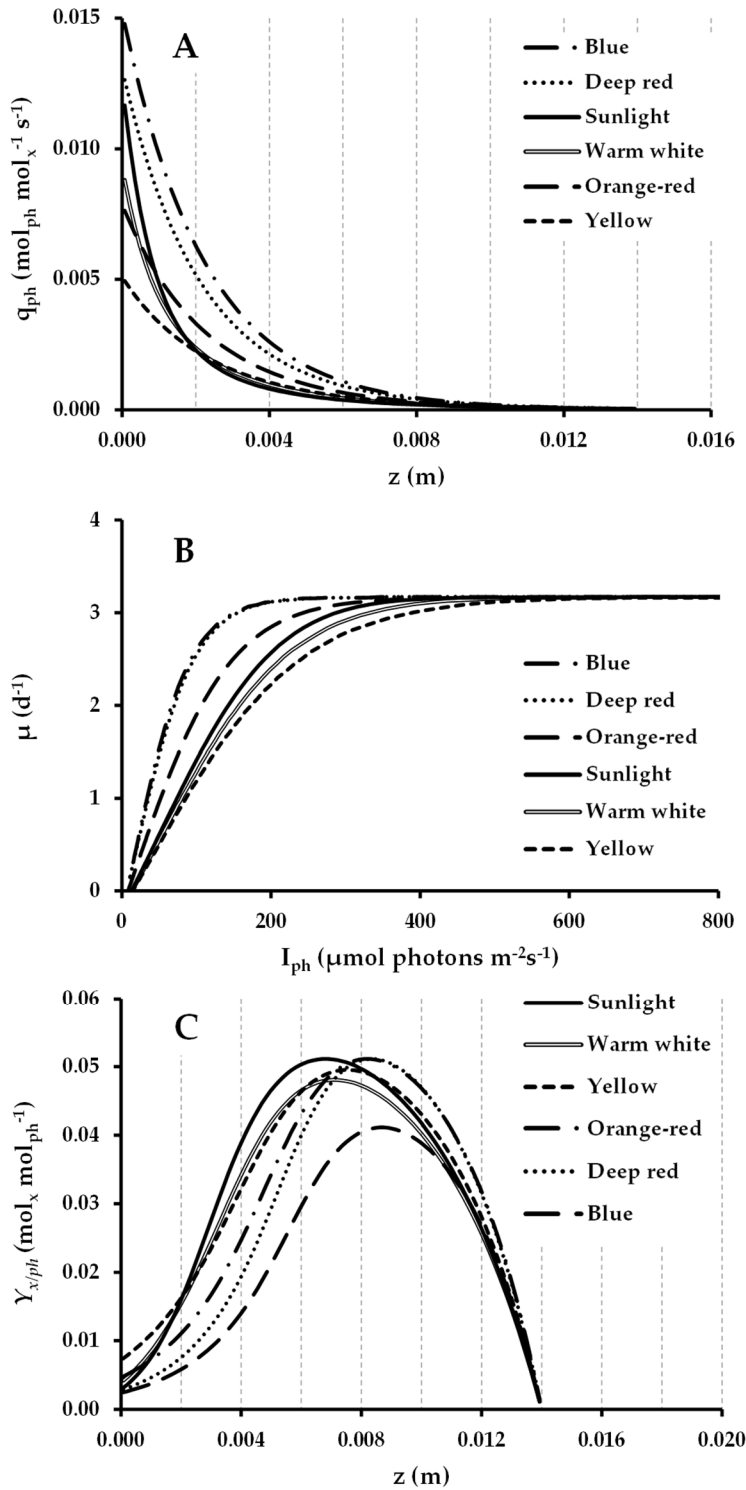 A
q_ph (mol_ph mol_x^-1 s^-1)
0.015
0.010
0.005
0.000
Blue
Deep red
Sunlight
Warm white
Orange-red
Yellow
0.000 0.004 0.008 0.012 0.016
z (m)
B
μ (d^-1)
4
3
2
1
0
Blue
Deep red
Orange-red
Sunlight
Warm white
Yellow
0 200 400 600 800
I_ph (μmol photons m^-2s^-1)
C
Y_x/ph (mol_x mol_ph^-1)
0.06
0.05
0.04
0.03
0.02
0.01
0.00
Sunlight
Warm white
Yellow
Orange-red
Deep red
Blue
0.000 0.004 0.008 0.012 0.016 0.020
z (m)